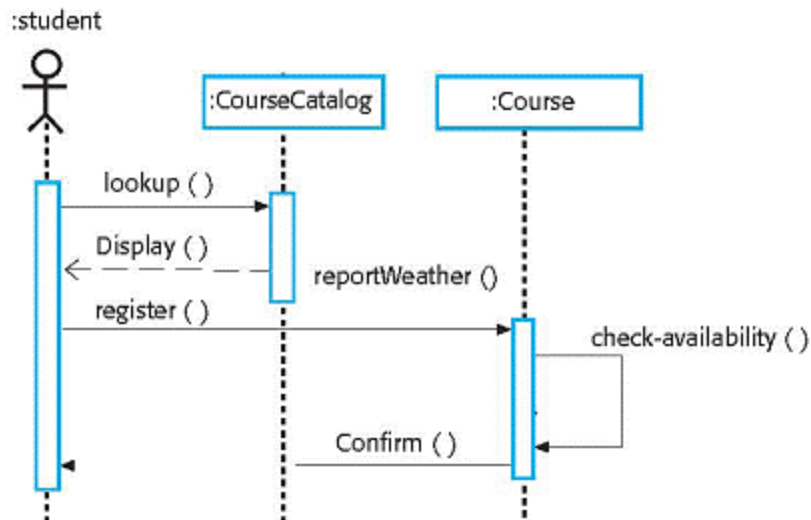 :student
:CourseCatalog
:Course
lookup ( )
Display ( )
reportWeather ()
register ( )
check-availability ( )
Confirm ( )